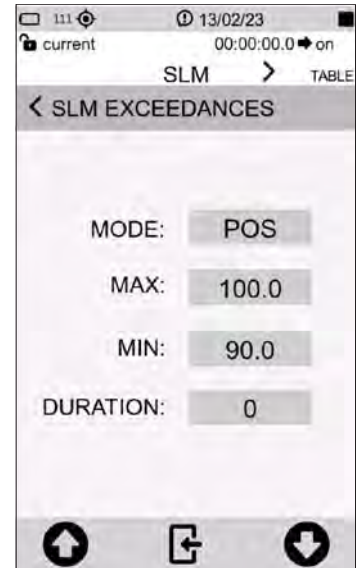 111 13/02/23
current 00:00:00.0 on
SLM > TABLE
< SLM EXCEEDANCES
MODE: POS
MAX: 100.0
MIN: 90.0
DURATION: 0